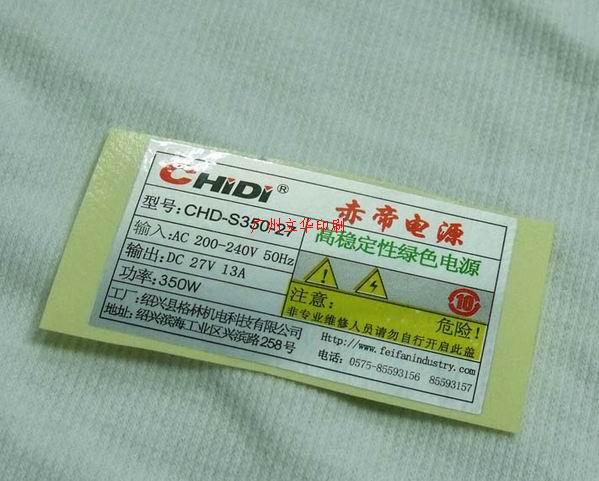 CHiDi ®
赤帝电源
型号: CHD-S350-27
广州立华印刷
高稳定性绿色电源
输入: AC 200-240V 50Hz
输出: DC 27V 13A
功率: 350W
10
注意:
危险!
非专业维修人员请勿自行开启此盖
工厂: 绍兴县格林机电科技有限公司
地址: 绍兴滨海工业区兴滨路258号
Http://www.feifanindustry.com
电话: 0575-85593156 85593157